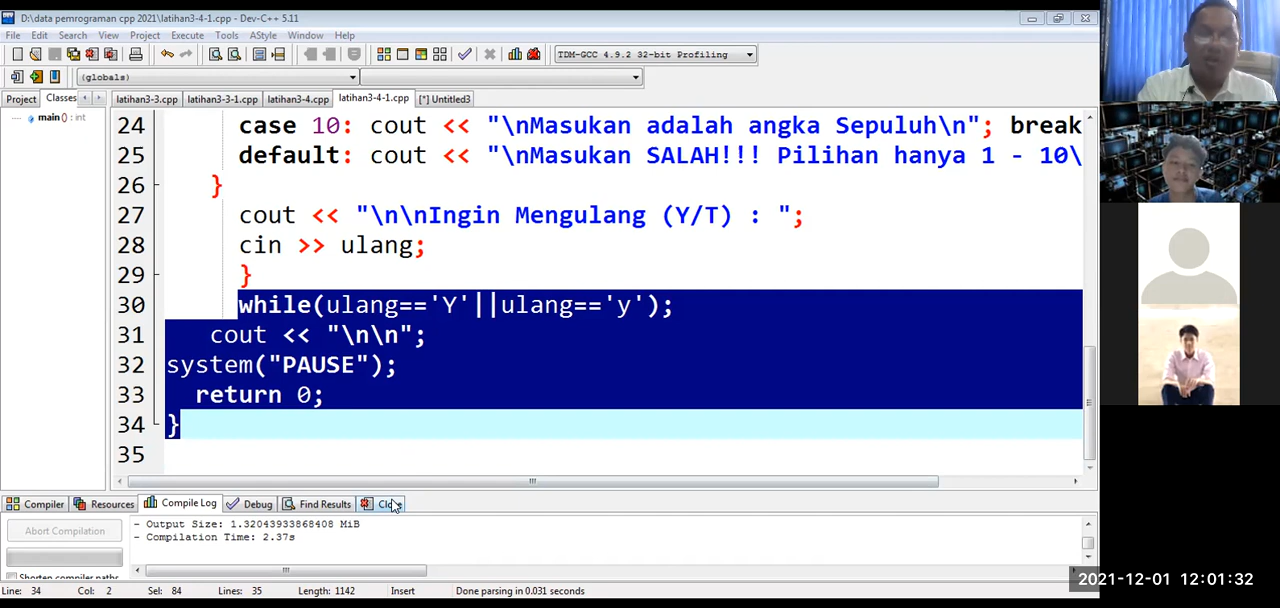 D:\data pemrograman cpp 2021\latihan3-4-1.cpp - Dev-C++ 5.11
File Edit Search View Project Execute Tools AStyle Window Help
TDM-GCC 4.9.2 32-bit Profiling
(globals)
Project Classes latihan3-3.cpp latihan3-3-1.cpp latihan3-4.cpp latihan3-4-1.cpp [*] Untitled3
main() : int
24 case 10: cout << "\nMasukan adalah angka Sepuluh\n"; break
25 default: cout << "\nMasukan SALAH!!! Pilihan hanya 1 - 10\
26 }
27 cout << "\n\nIngin Mengulang (Y/T) : ";
28 cin >> ulang;
29 }
30 while(ulang=='Y'||ulang=='y');
31 cout << "\n\n";
32 system("PAUSE");
33 return 0;
34 }
35
Compiler Resources Compile Log Debug Find Results Close
Abort Compilation
- Output Size: 1.32043933868408 MiB
- Compilation Time: 2.37s
Shorten compiler paths
2021-12-01 12:01:32
Line: 34 Col: 2 Sel: 84 Lines: 35 Length: 1142 Insert Done parsing in 0.031 seconds